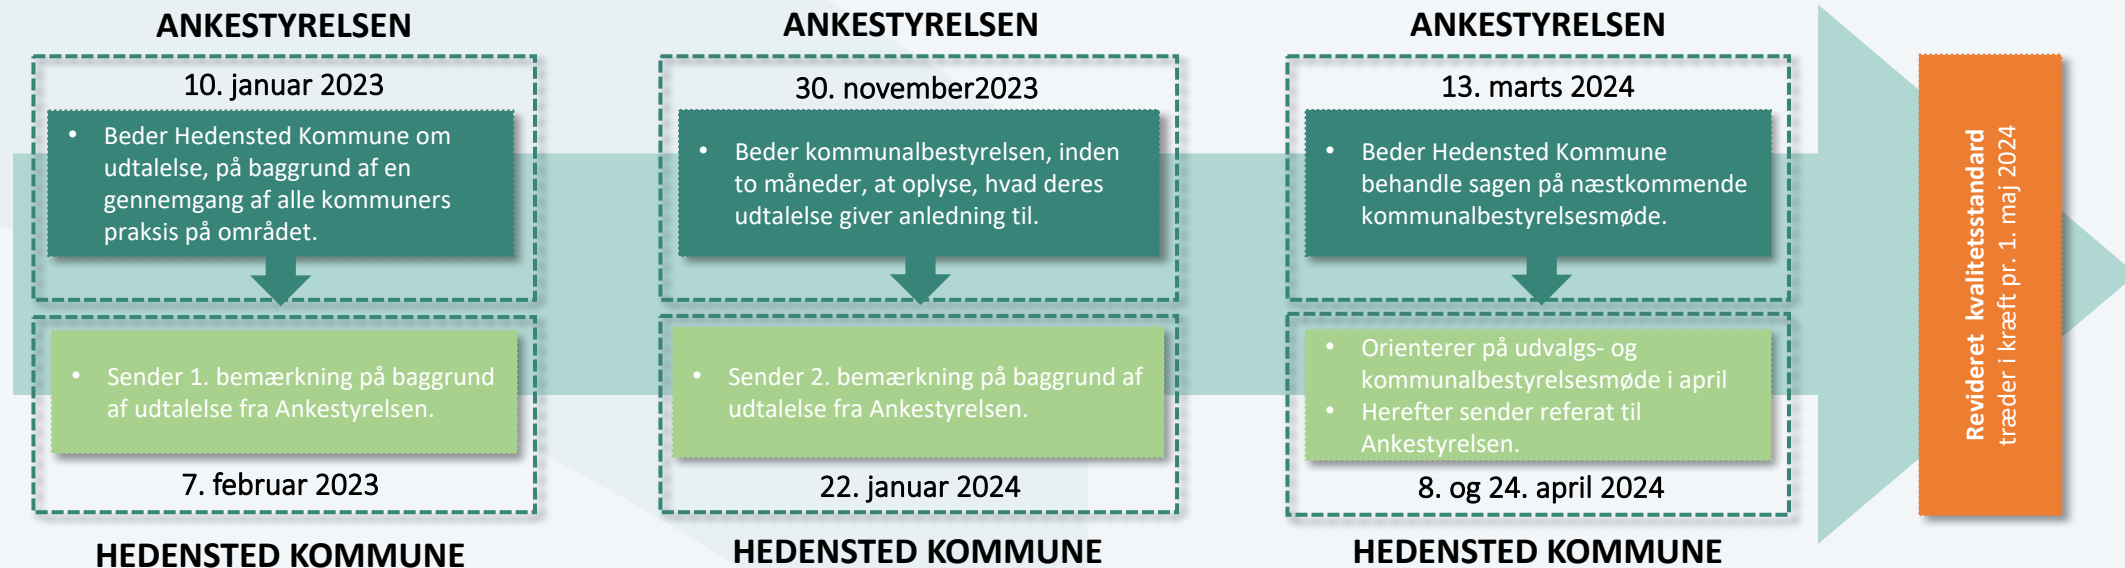 ANKESTYRELSEN
10. januar 2023
• Beder Hedensted Kommune om
udtalelse, på baggrund af en
gennemgang af alle kommuners
praksis på området.
• Sender 1. bemærkning på baggrund
af udtalelse fra Ankestyrelsen.
7. februar 2023
HEDENSTED KOMMUNE
ANKESTYRELSEN
30. november2023
• Beder kommunalbestyrelsen, inden
to måneder, at oplyse, hvad deres
udtalelse giver anledning til.
• Sender 2. bemærkning på baggrund af
udtalelse fra Ankestyrelsen.
22. januar 2024
HEDENSTED KOMMUNE
ANKESTYRELSEN
13. marts 2024
• Beder Hedensted Kommune
behandle sagen på næstkommende
kommunalbestyrelsesmøde.
• Orienterer på udvalgs- og
kommunalbestyrelsesmøde i april
• Herefter sender referat til
Ankestyrelsen.
8. og 24. april 2024
HEDENSTED KOMMUNE
Revideret kvalitetsstandard
træder i kræft pr. 1. maj 2024